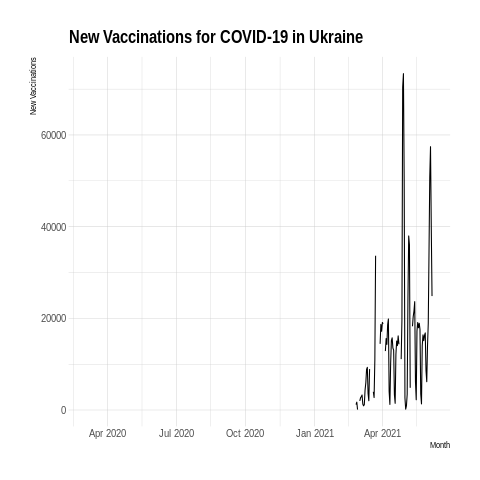 New Vaccinations for COVID-19 in Ukraine
New Vaccinations
60000
40000
20000
0
Apr 2020 Jul 2020 Oct 2020 Jan 2021 Apr 2021
Month